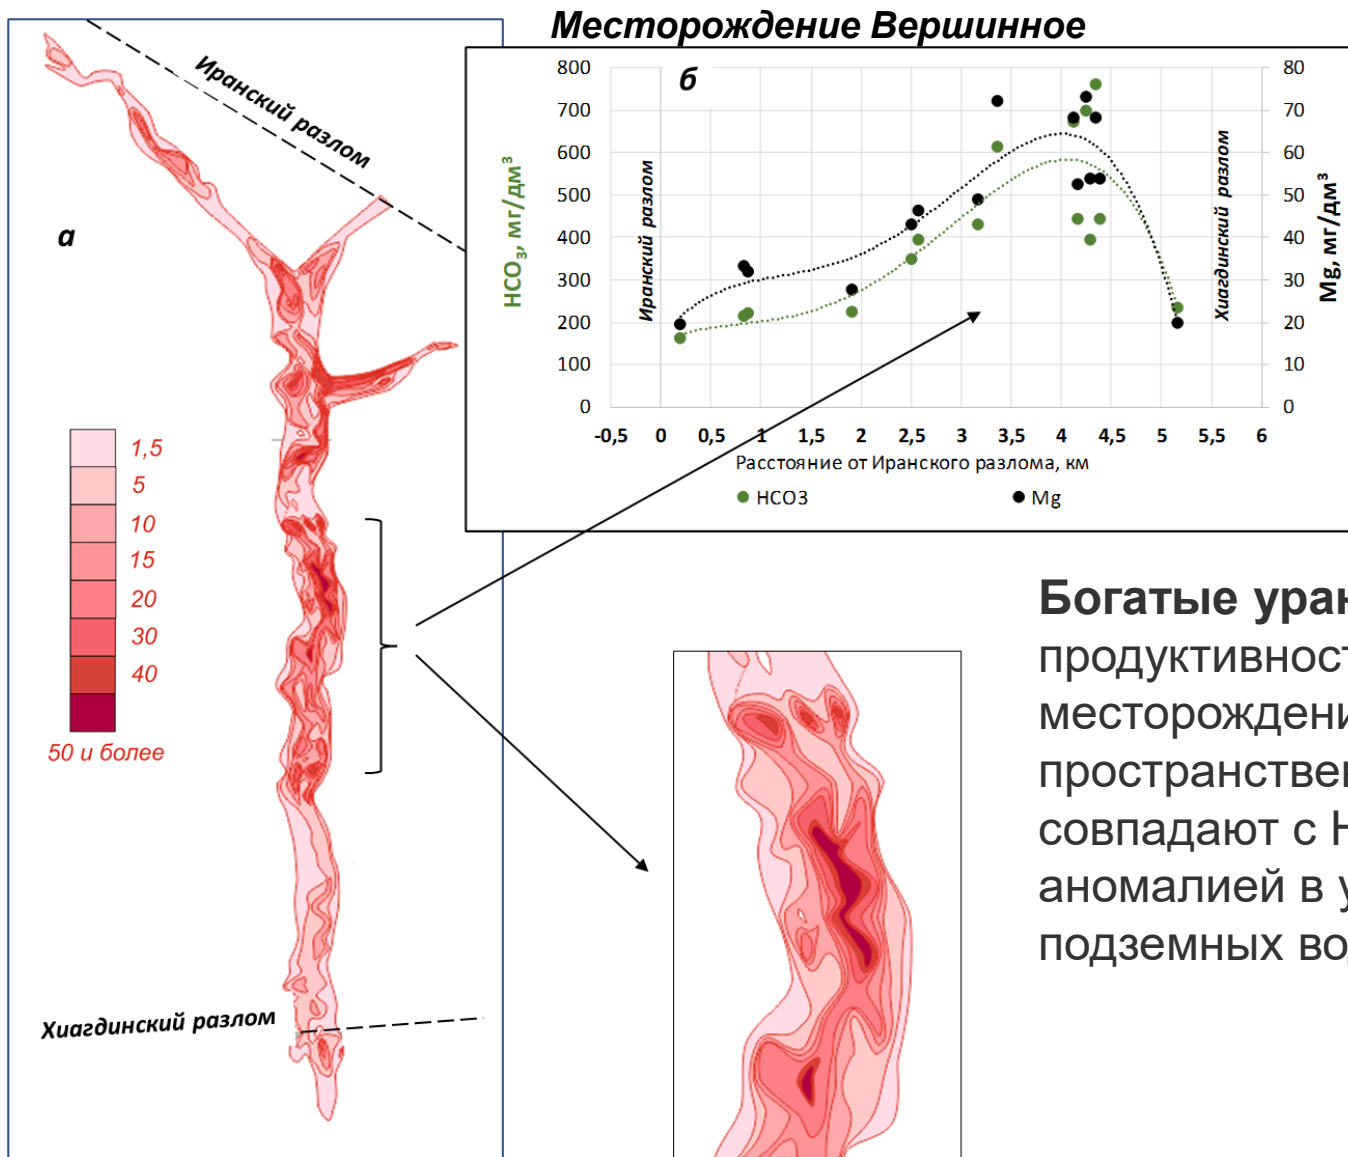 Месторождение Вершинное
Иранский разлом
а
1,5
5
10
15
20
30
40
50 и более
Хиагдинский разлом
б
HCO₃, мг/дм³
800
700
600
500
400
300
200
100
0
Иранский разлом
Хиагдинский разлом
80
70
60
50
40
30
20
10
0
Mg, мг/дм³
-0,5 0 0,5 1 1,5 2 2,5 3 3,5 4 4,5 5 5,5 6
Расстояние от Иранского разлома, км
HCO3 Mg
Богатые уран
продуктивност
месторождени
пространствен
совпадают с
аномалией в у
подземных во